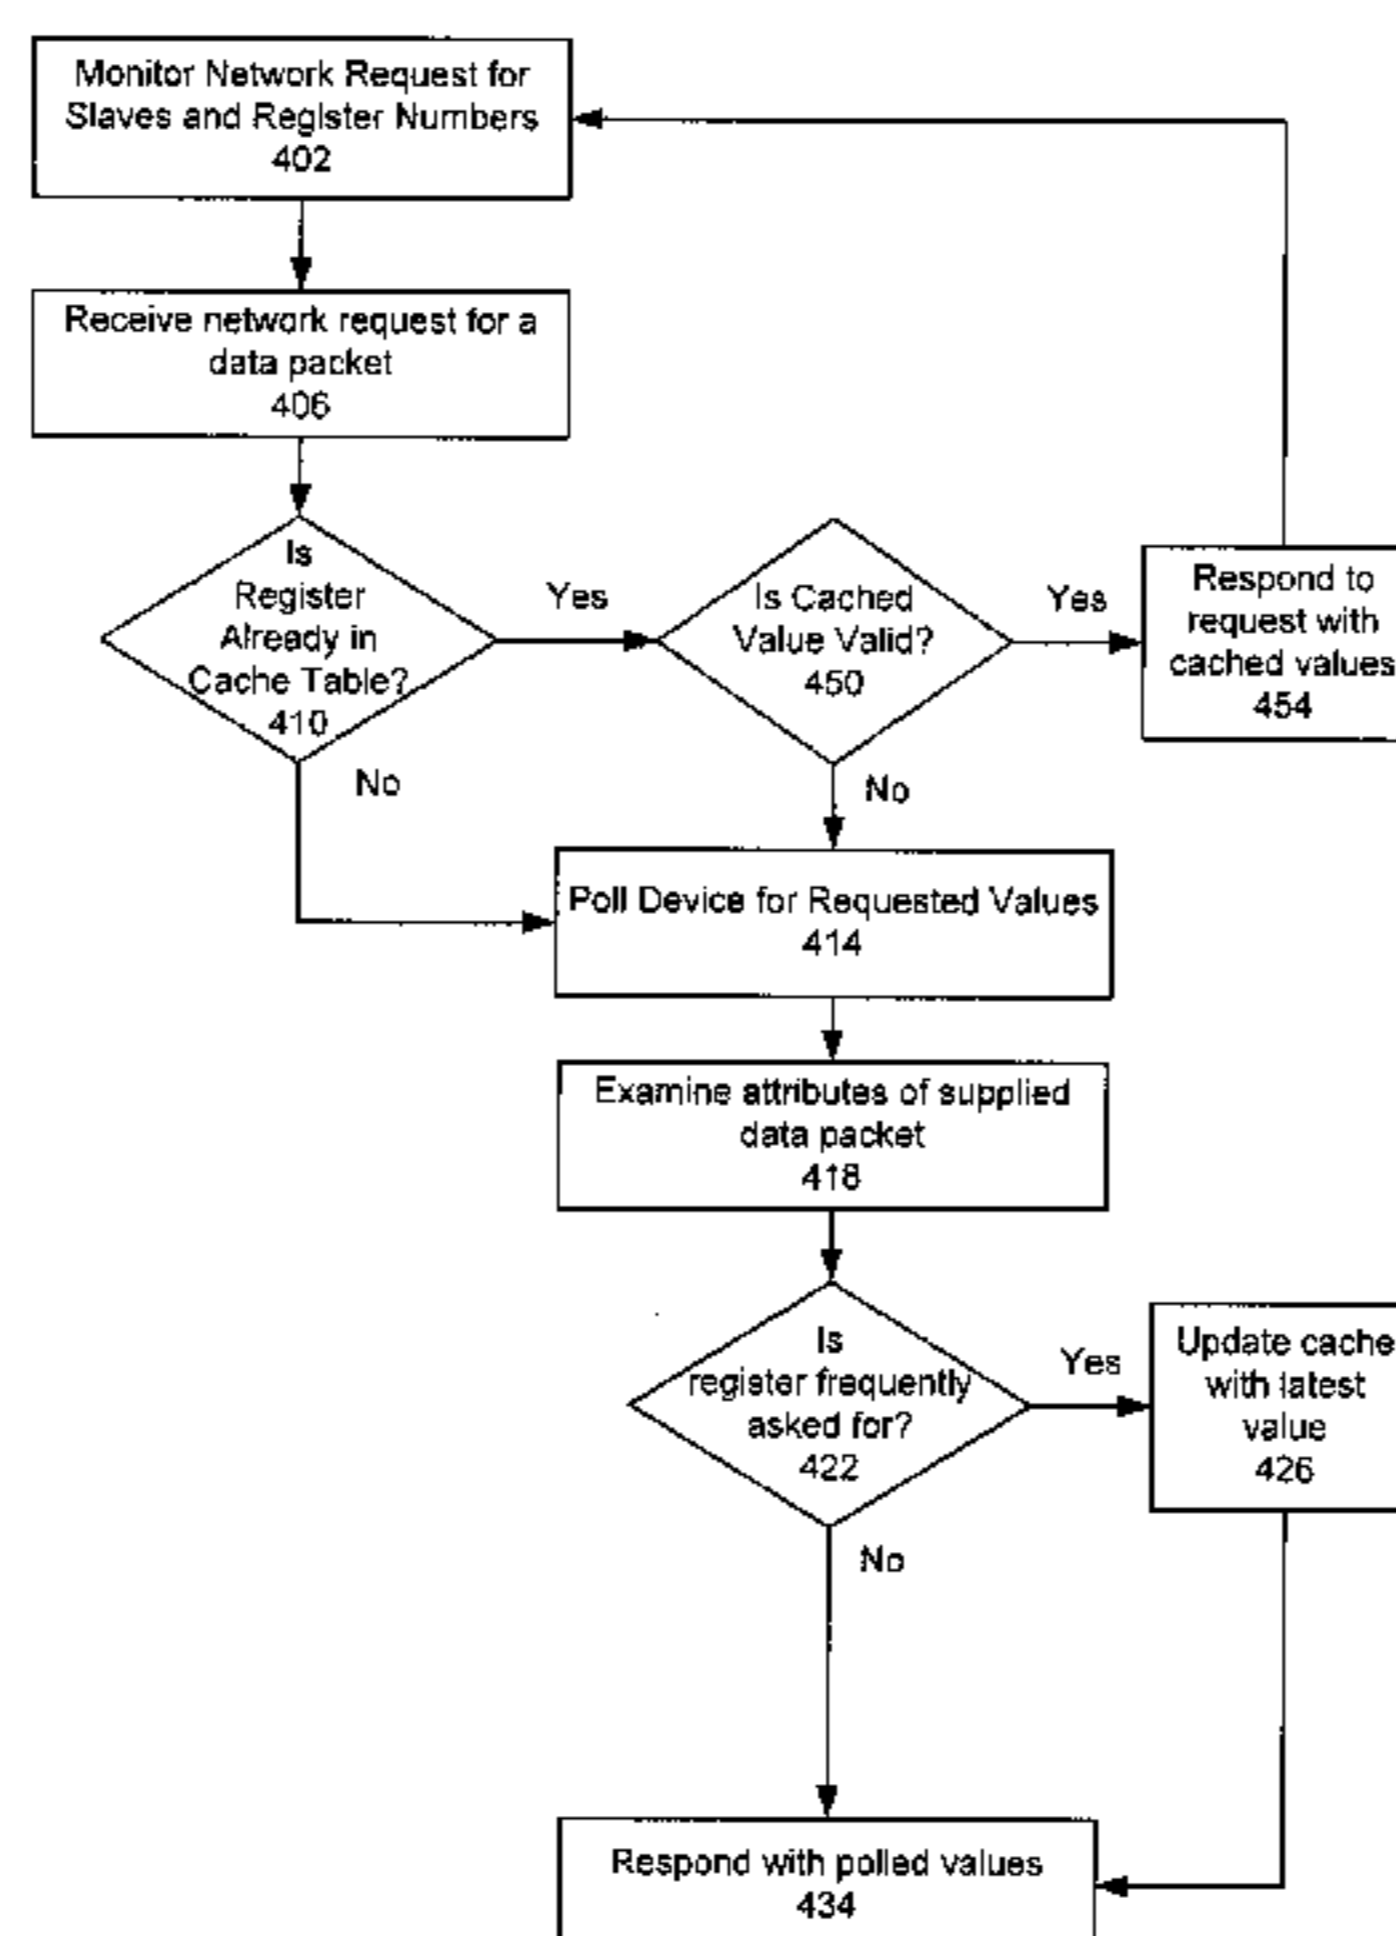 Monitor Network Request for
Slaves and Register Numbers
402
Receive network request for a
data packet
406
Is
Register
Already in
Cache Table?
410
Yes
Is Cached
Value Valid?
450
Yes
Respond to
request with
cached values
454
No
No
Poll Device for Requested Values
414
Examine attributes of supplied
data packet
418
Is
register frequently
asked for?
422
Yes
Update cache
with latest
value
426
No
Respond with polled values
434